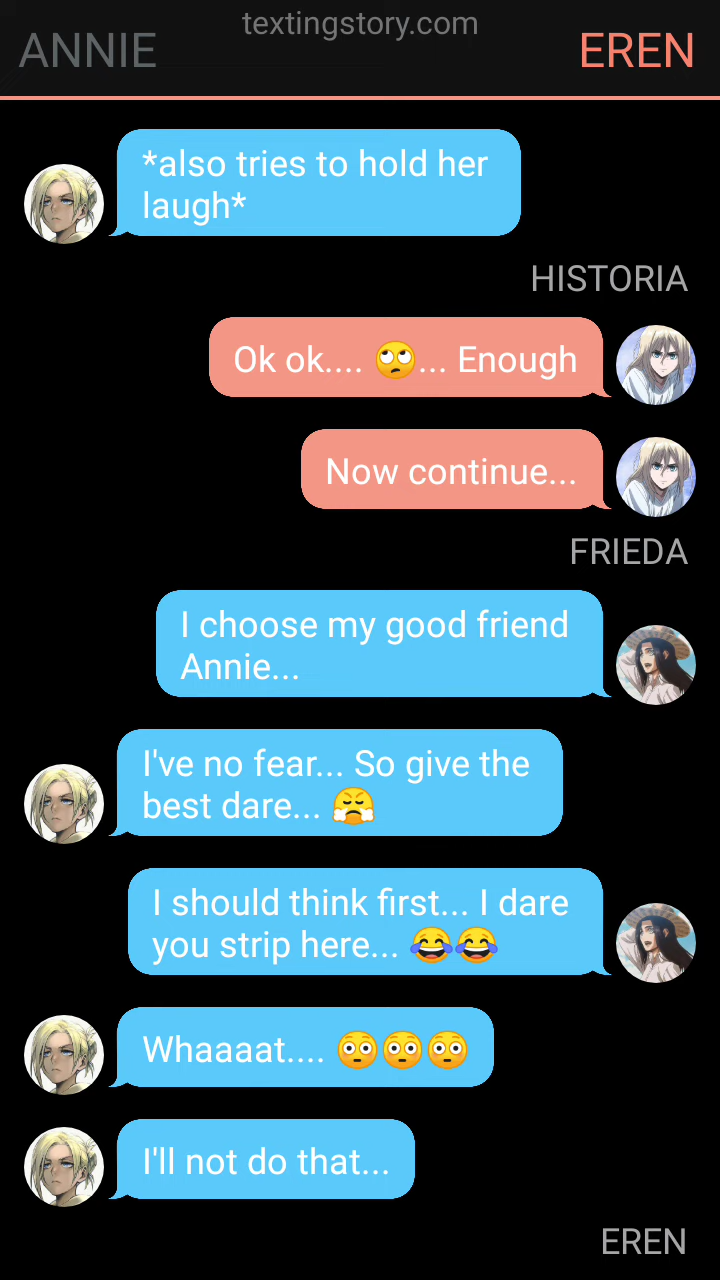 textingstory.com
ANNIE
EREN
*also tries to hold her
laugh*
HISTORIA
Ok ok.... 🙄... Enough
Now continue...
FRIEDA
I choose my good friend
Annie...
I've no fear... So give the
best dare... 😤
I should think first... I dare
you strip here... 😂😂
Whaaaat.... 😳😳😳
I'll not do that...
EREN